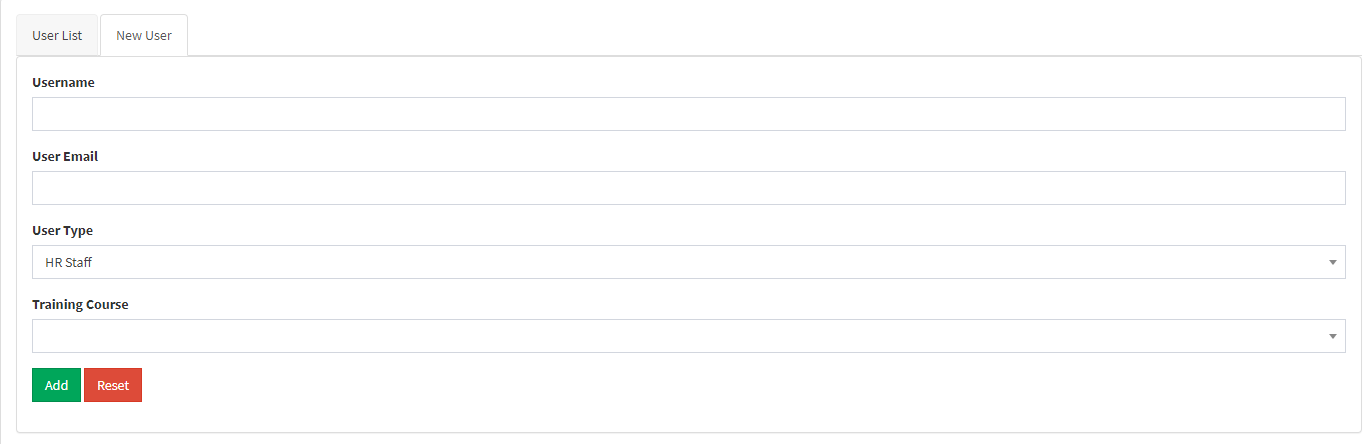 User List New User
Username
User Email
User Type
HR Staff
Training Course
Add Reset